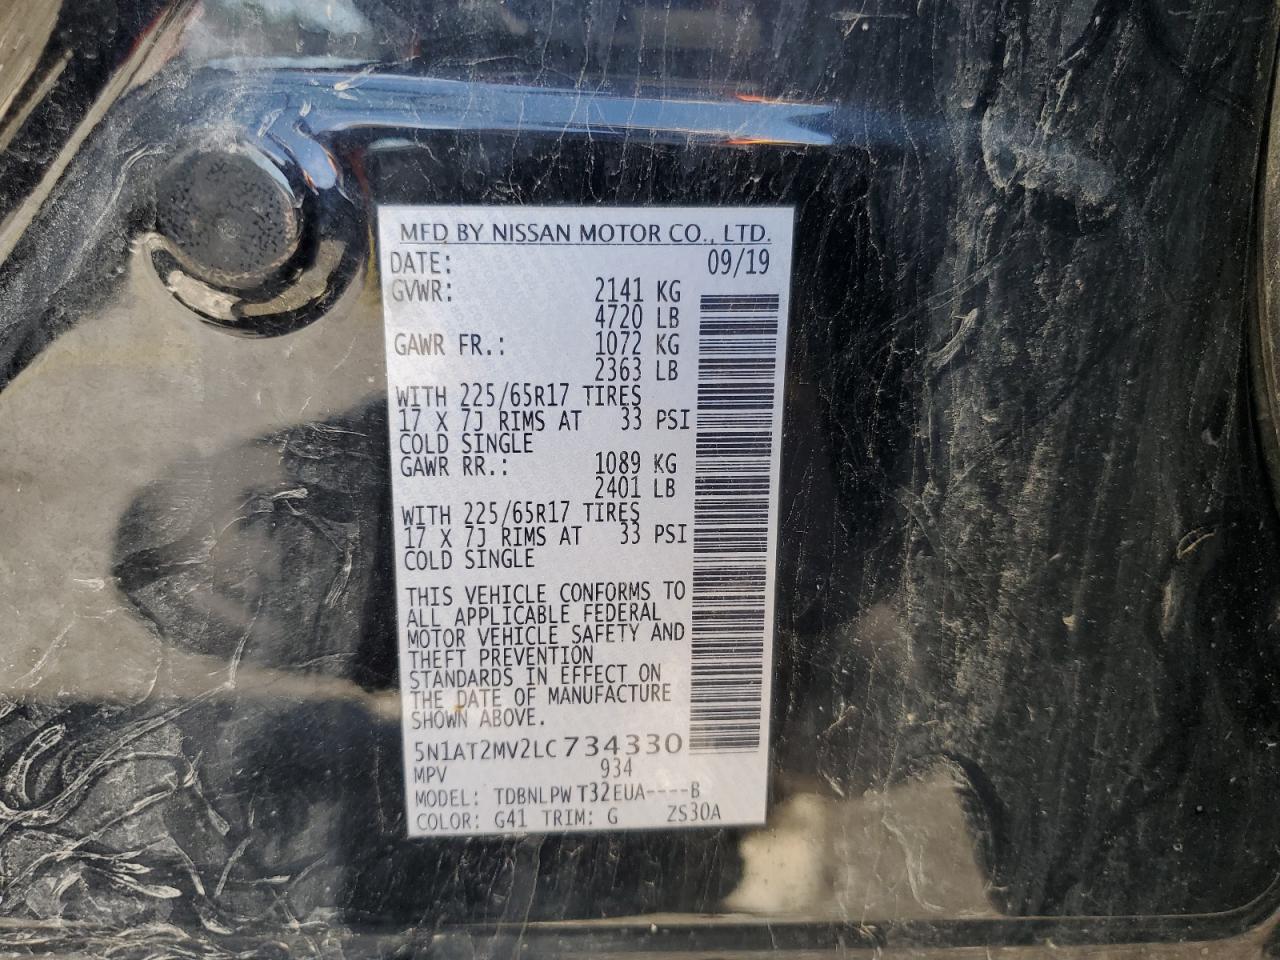 MFD BY NISSAN MOTOR CO., LTD.
DATE: 09/19
GVWR: 2141 KG
4720 LB
GAWR FR.: 1072 KG
2363 LB
WITH 225/65R17 TIRES
17 X 7J RIMS AT 33 PSI
COLD SINGLE
GAWR RR.: 1089 KG
2401 LB
WITH 225/65R17 TIRES
17 X 7J RIMS AT 33 PSI
COLD SINGLE
THIS VEHICLE CONFORMS TO
ALL APPLICABLE FEDERAL
MOTOR VEHICLE SAFETY AND
THEFT PREVENTION
STANDARDS IN EFFECT ON
THE DATE OF MANUFACTURE
SHOWN ABOVE.
5N1AT2MV2LC734330
MPV 934
MODEL: TDBNLPW T32EUA----B
COLOR: G41 TRIM: G ZS30A